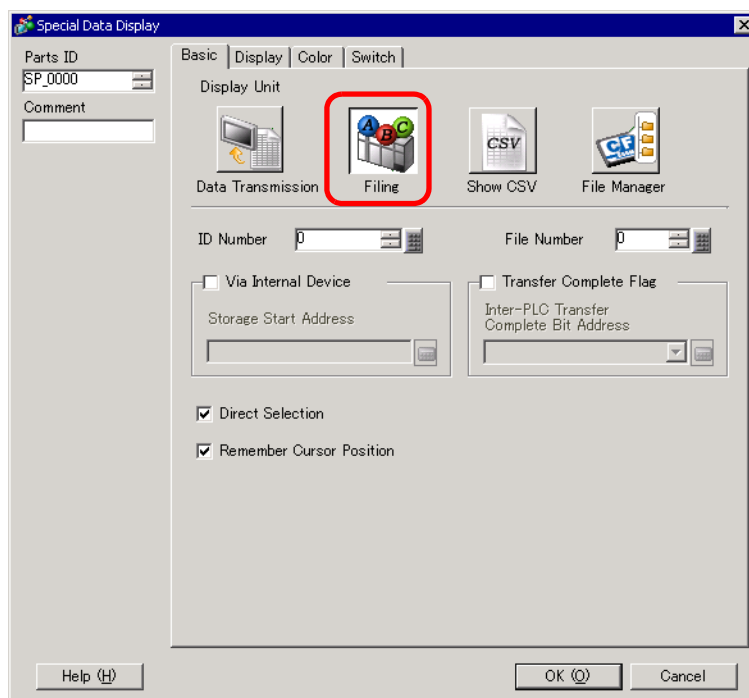 Special Data Display
Parts ID
SP_0000
Comment
Basic
Display
Color
Switch
Display Unit
A
B
C
CSV
CF
Data Transmission
Filing
Show CSV
File Manager
ID Number
0
File Number
0
Via Internal Device
Storage Start Address
Transfer Complete Flag
Inter-PLC Transfer
Complete Bit Address
Direct Selection
Remember Cursor Position
Help (H)
OK (O)
Cancel